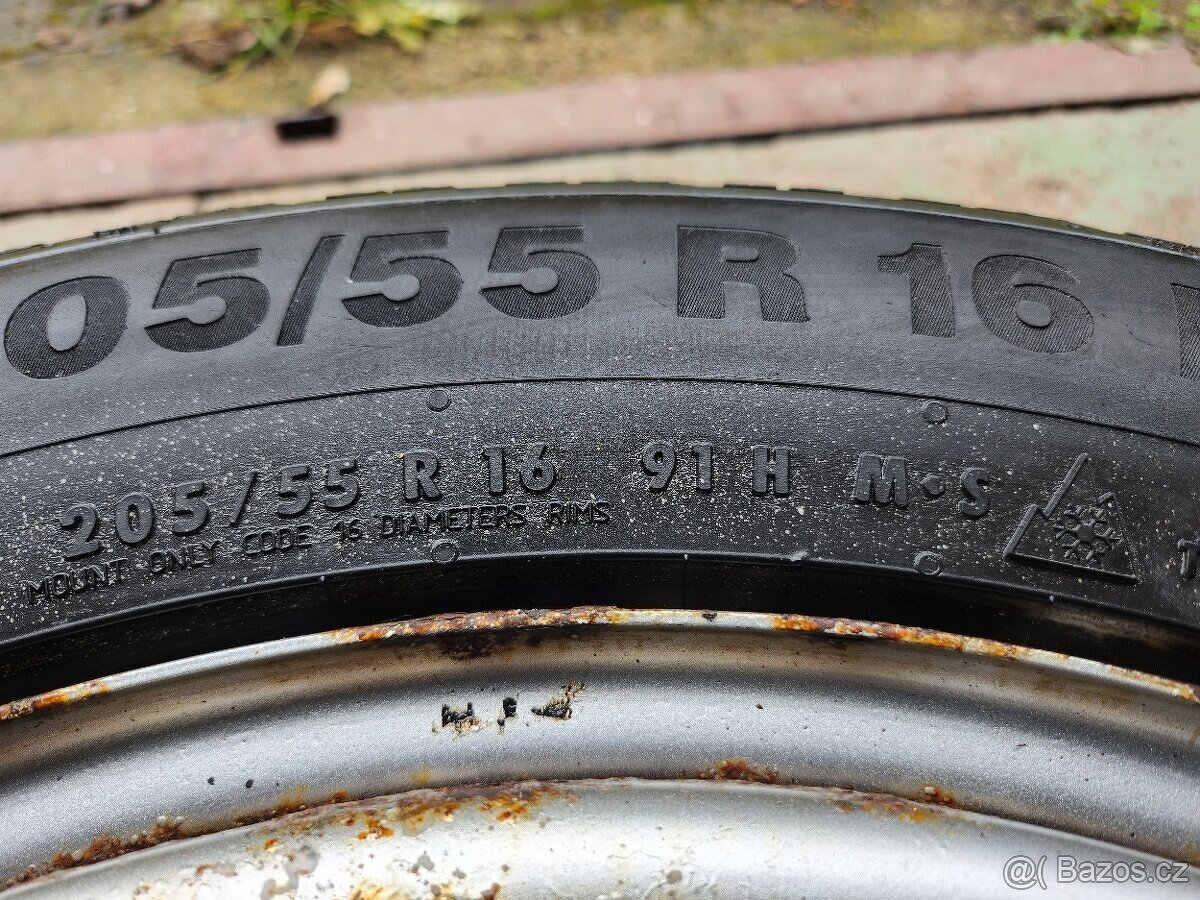 05/55 R 16
205/55 R 16 91 H M·S
MOUNT ONLY CODE 16 DIAMETERS RIMS
@( Bazos.cz